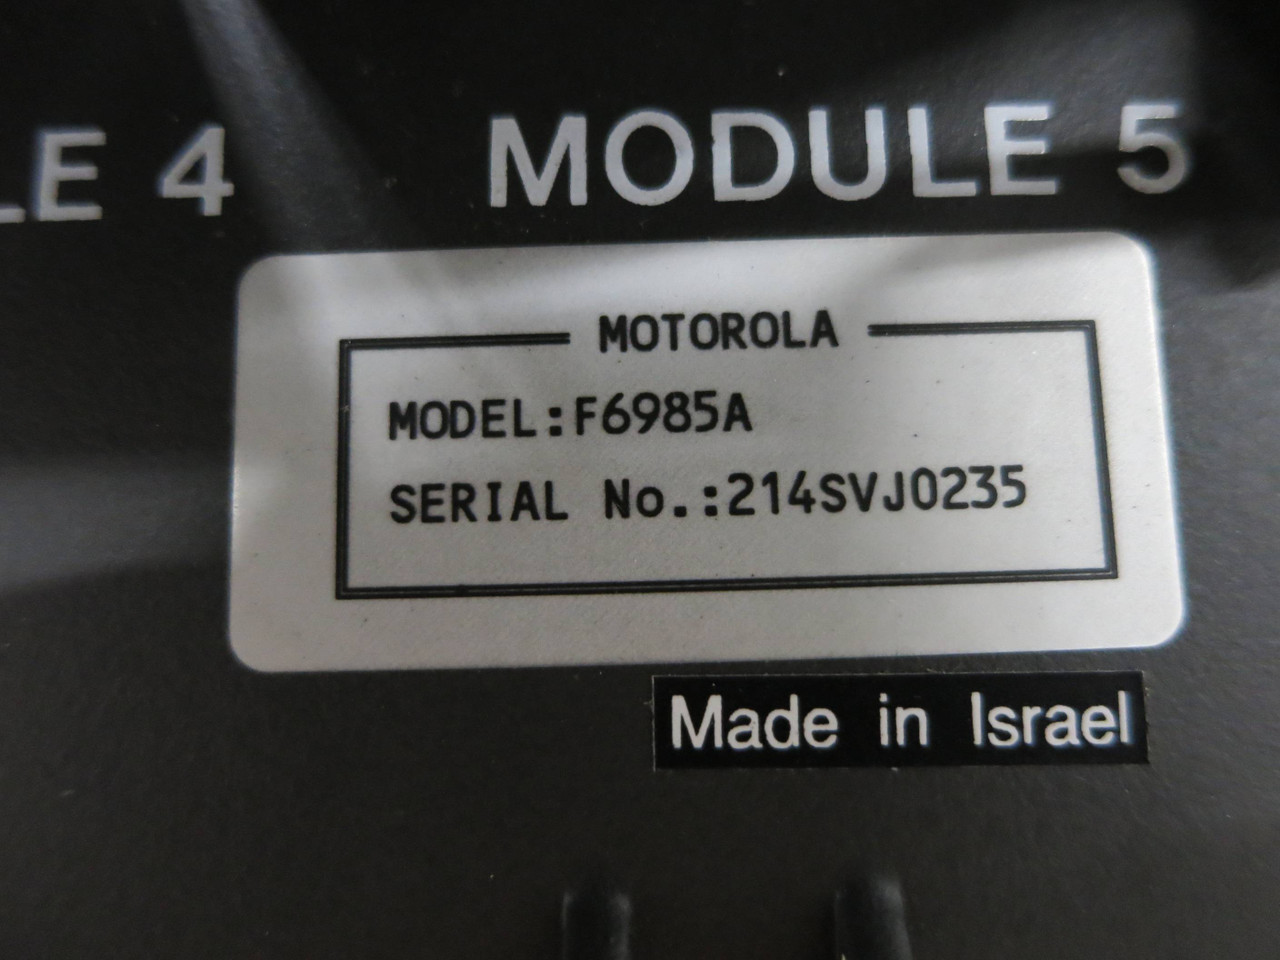 LE 4 MODULE 5
MOTOROLA
MODEL:F6985A
SERIAL No.:214SVJ0235
Made in Israel